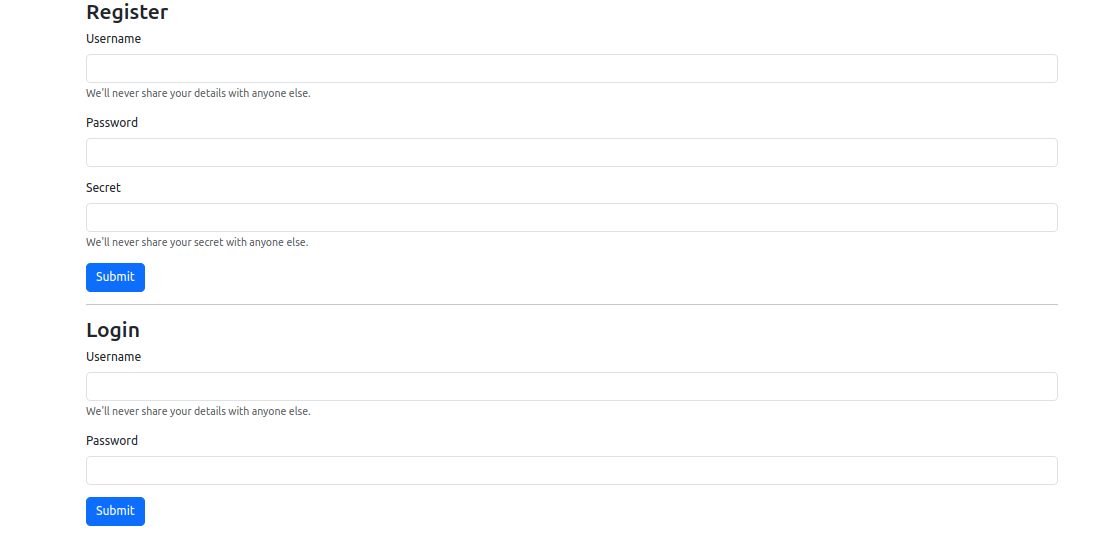 Register
Username
We'll never share your details with anyone else.
Password
Secret
We'll never share your secret with anyone else.
Submit
Login
Username
We'll never share your details with anyone else.
Password
Submit